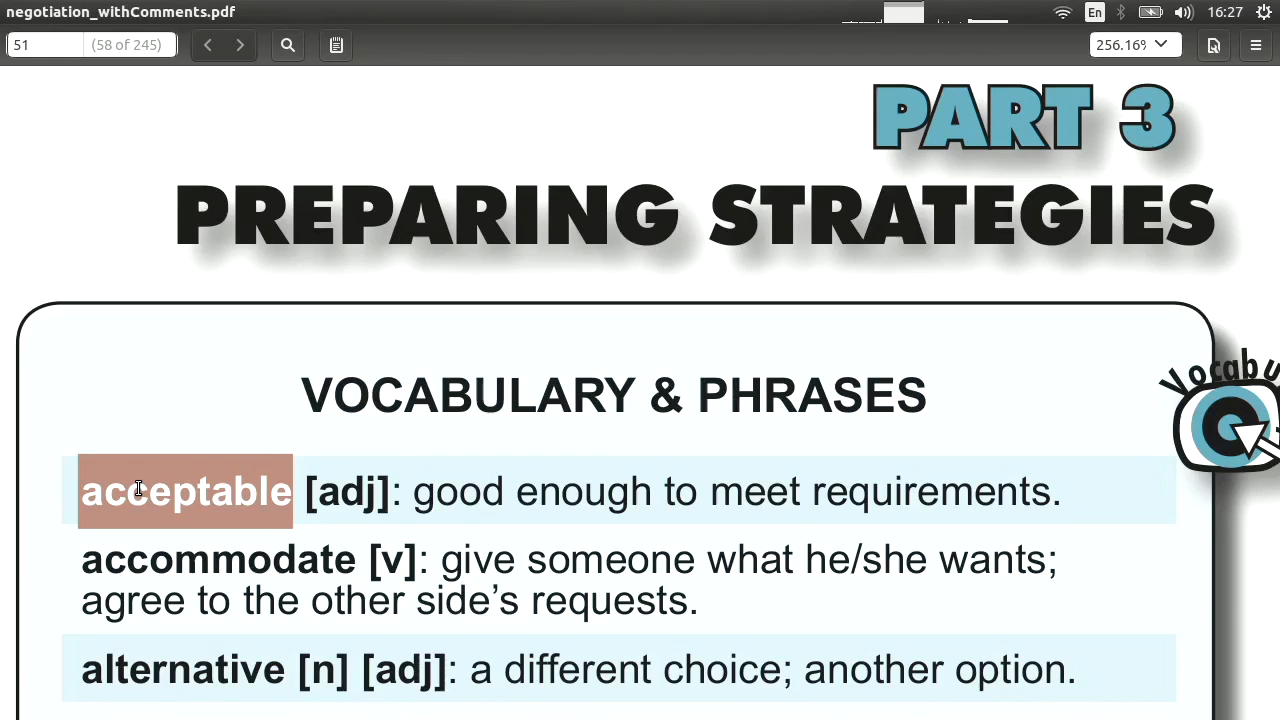 negotiation_withComments.pdf
En
16:27
51
(58 of 245)
256.16%
PART 3
PREPARING STRATEGIES
VOCABULARY & PHRASES
Vocabu
acceptable [adj]: good enough to meet requirements.
accommodate [v]: give someone what he/she wants;
agree to the other side’s requests.
alternative [n] [adj]: a different choice; another option.